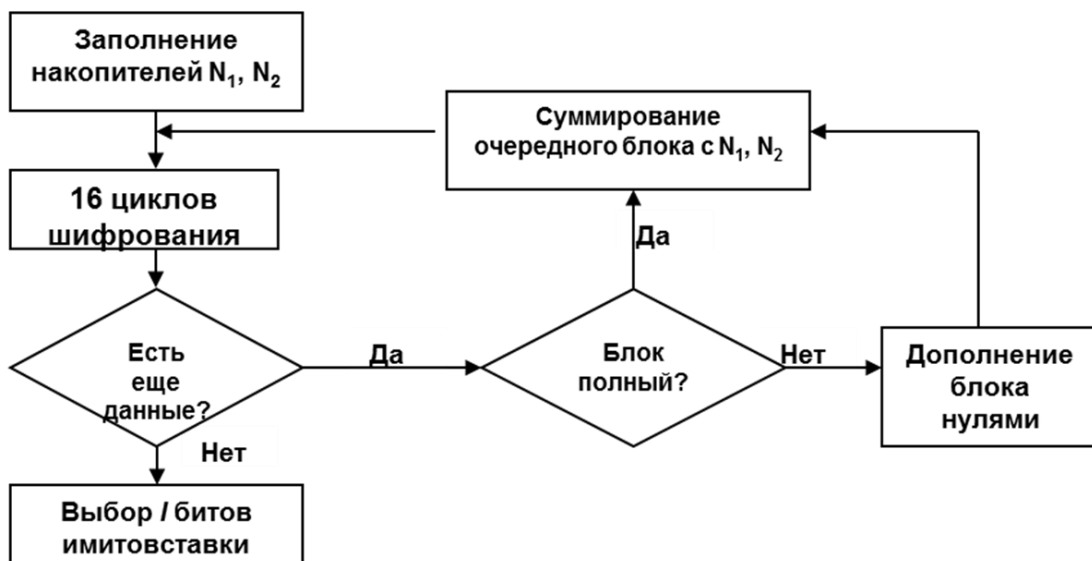 Заполнение
накопителей N₁, N₂
Суммирование
очередного блока с N₁, N₂
16 циклов
шифрования
Да
Есть
еще
данные?
Да
Блок
полный?
Нет
Дополнение
блока
нулями
Нет
Выбор l битов
имитовставки